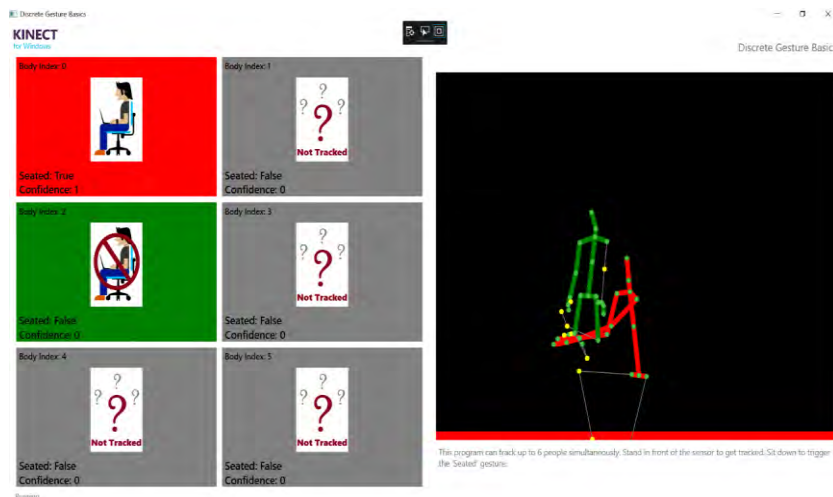 Discrete Gesture Basics
KINECT
for Windows
Discrete Gesture Basic
Body Index: 0
Seated: True
Confidence: 1
Body Index: 1
? ? ?
Not Tracked
Seated: False
Confidence: 0
Body Index: 2
Seated: False
Confidence: 0
Body Index: 3
? ? ?
Not Tracked
Seated: False
Confidence: 0
Body Index: 4
? ? ?
Not Tracked
Seated: False
Confidence: 0
Body Index: 5
? ? ?
Not Tracked
Seated: False
Confidence: 0
This program can track up to 6 people simultaneously. Stand in front of the sensor to get tracked. Sit down to trigger
the 'Seated' gesture.
Running